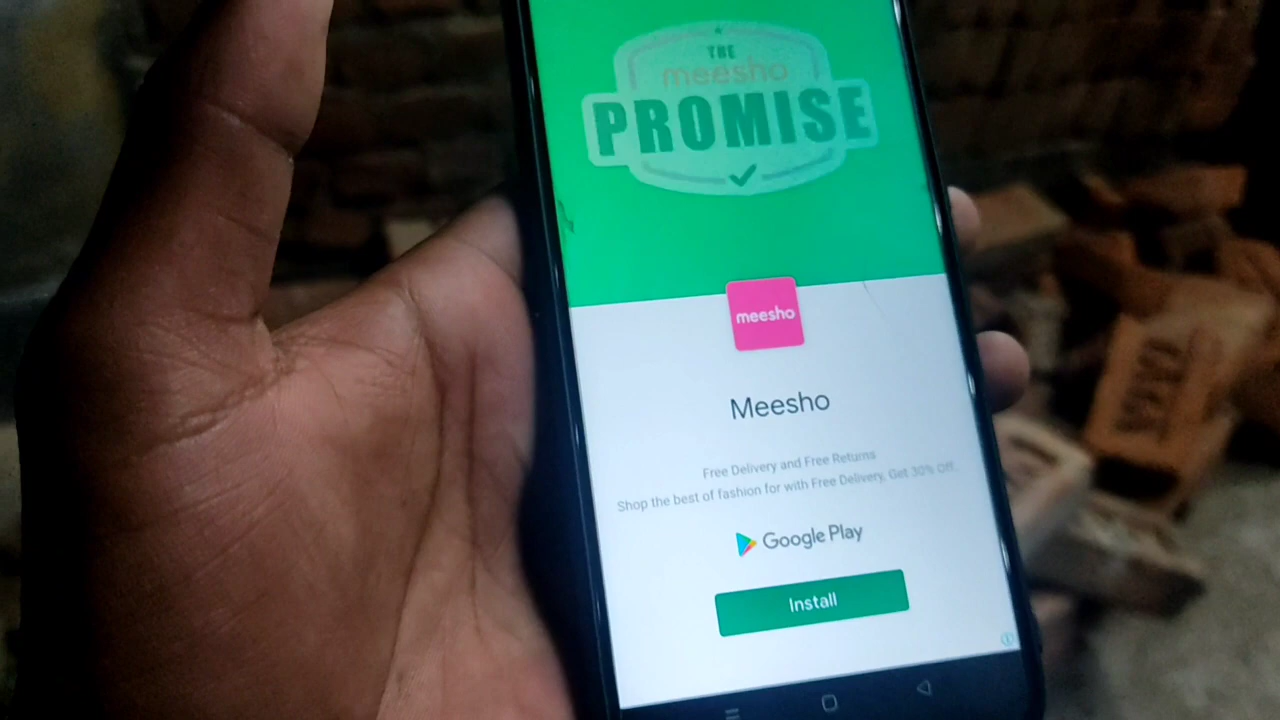 THE
meesho
PROMISE
meesho
Meesho
Free Delivery and Free Returns
Shop the best of fashion for with Free Delivery, Get 30% Off.
Google Play
Install